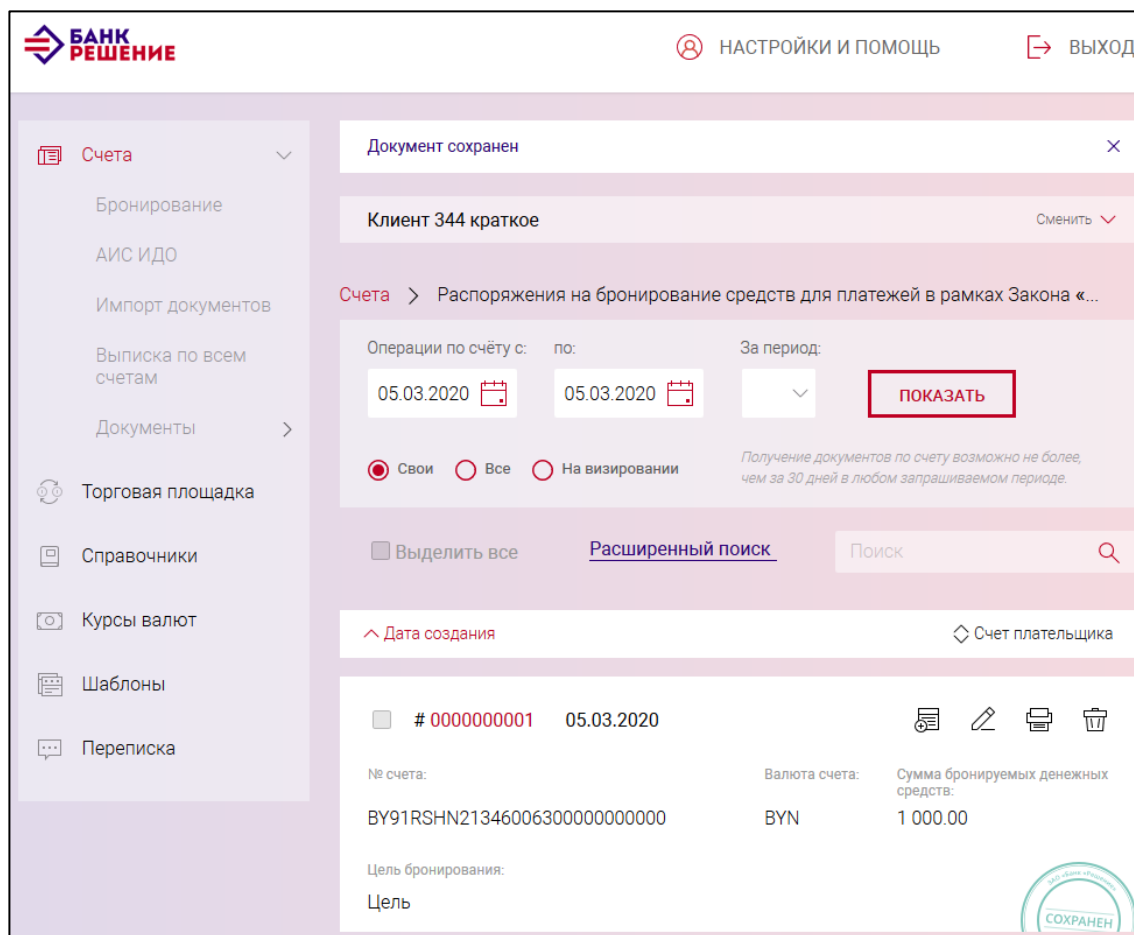 БАНК
РЕШЕНИЕ
НАСТРОЙКИ И ПОМОЩЬ
ВЫХОД
Счета
Бронирование
АИС ИДО
Импорт документов
Выписка по всем
счетам
Документы
Торговая площадка
Справочники
Курсы валют
Шаблоны
Переписка
Документ сохранен
Клиент 344 краткое
Сменить
Счета > Распоряжения на бронирование средств для платежей в рамках Закона «...
Операции по счёту с: по: За период:
05.03.2020 05.03.2020 ПОКАЗАТЬ
Свои Все На визировании
Получение документов по счету возможно не более,
чем за 30 дней в любом запрашиваемом периоде.
Выделить все Расширенный поиск Поиск
Дата создания Счет плательщика
# 0000000001 05.03.2020
№ счета: Валюта счета: Сумма бронируемых денежных
средств:
BY91RSHN21346006300000000000 BYN 1 000.00
Цель бронирования:
Цель
ЗАО «Банк «Решение»
СОХРАНЕН